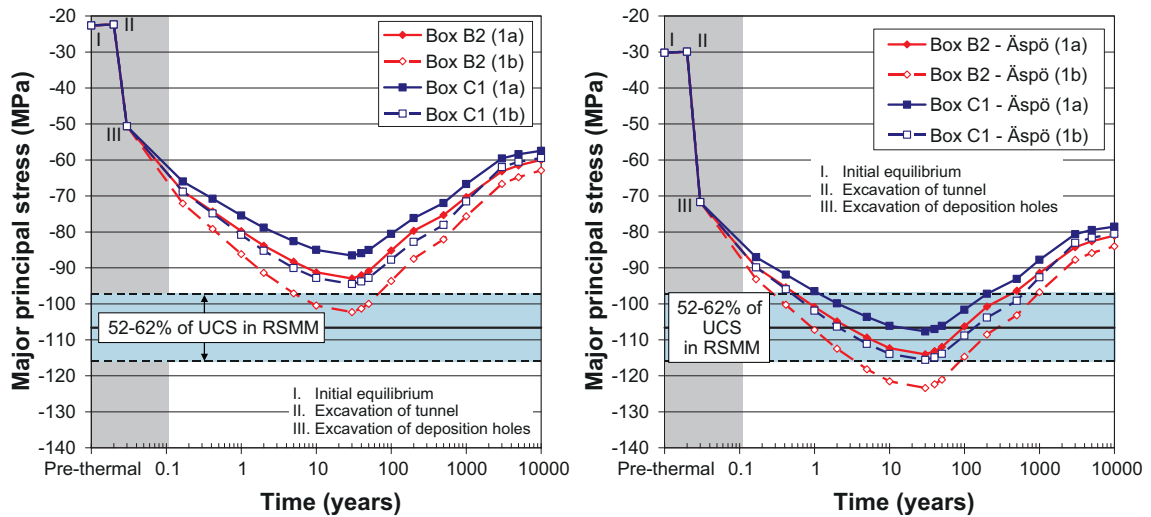 Major principal stress (MPa)
-20
-30
-40
-50
-60
-70
-80
-90
-100
-110
-120
-130
-140
I
II
III
Box B2 (1a)
Box B2 (1b)
Box C1 (1a)
Box C1 (1b)
52-62% of UCS in RSMM
I. Initial equilibrium
II. Excavation of tunnel
III. Excavation of deposition holes
Pre-thermal
0.1
1
10
100
1000
10000
Time (years)
Major principal stress (MPa)
-20
-30
-40
-50
-60
-70
-80
-90
-100
-110
-120
-130
-140
I
II
III
Box B2 - Äspö (1a)
Box B2 - Äspö (1b)
Box C1 - Äspö (1a)
Box C1 - Äspö (1b)
I. Initial equilibrium
II. Excavation of tunnel
III. Excavation of deposition holes
52-62% of
UCS
in RSMM
Pre-thermal
0.1
1
10
100
1000
10000
Time (years)